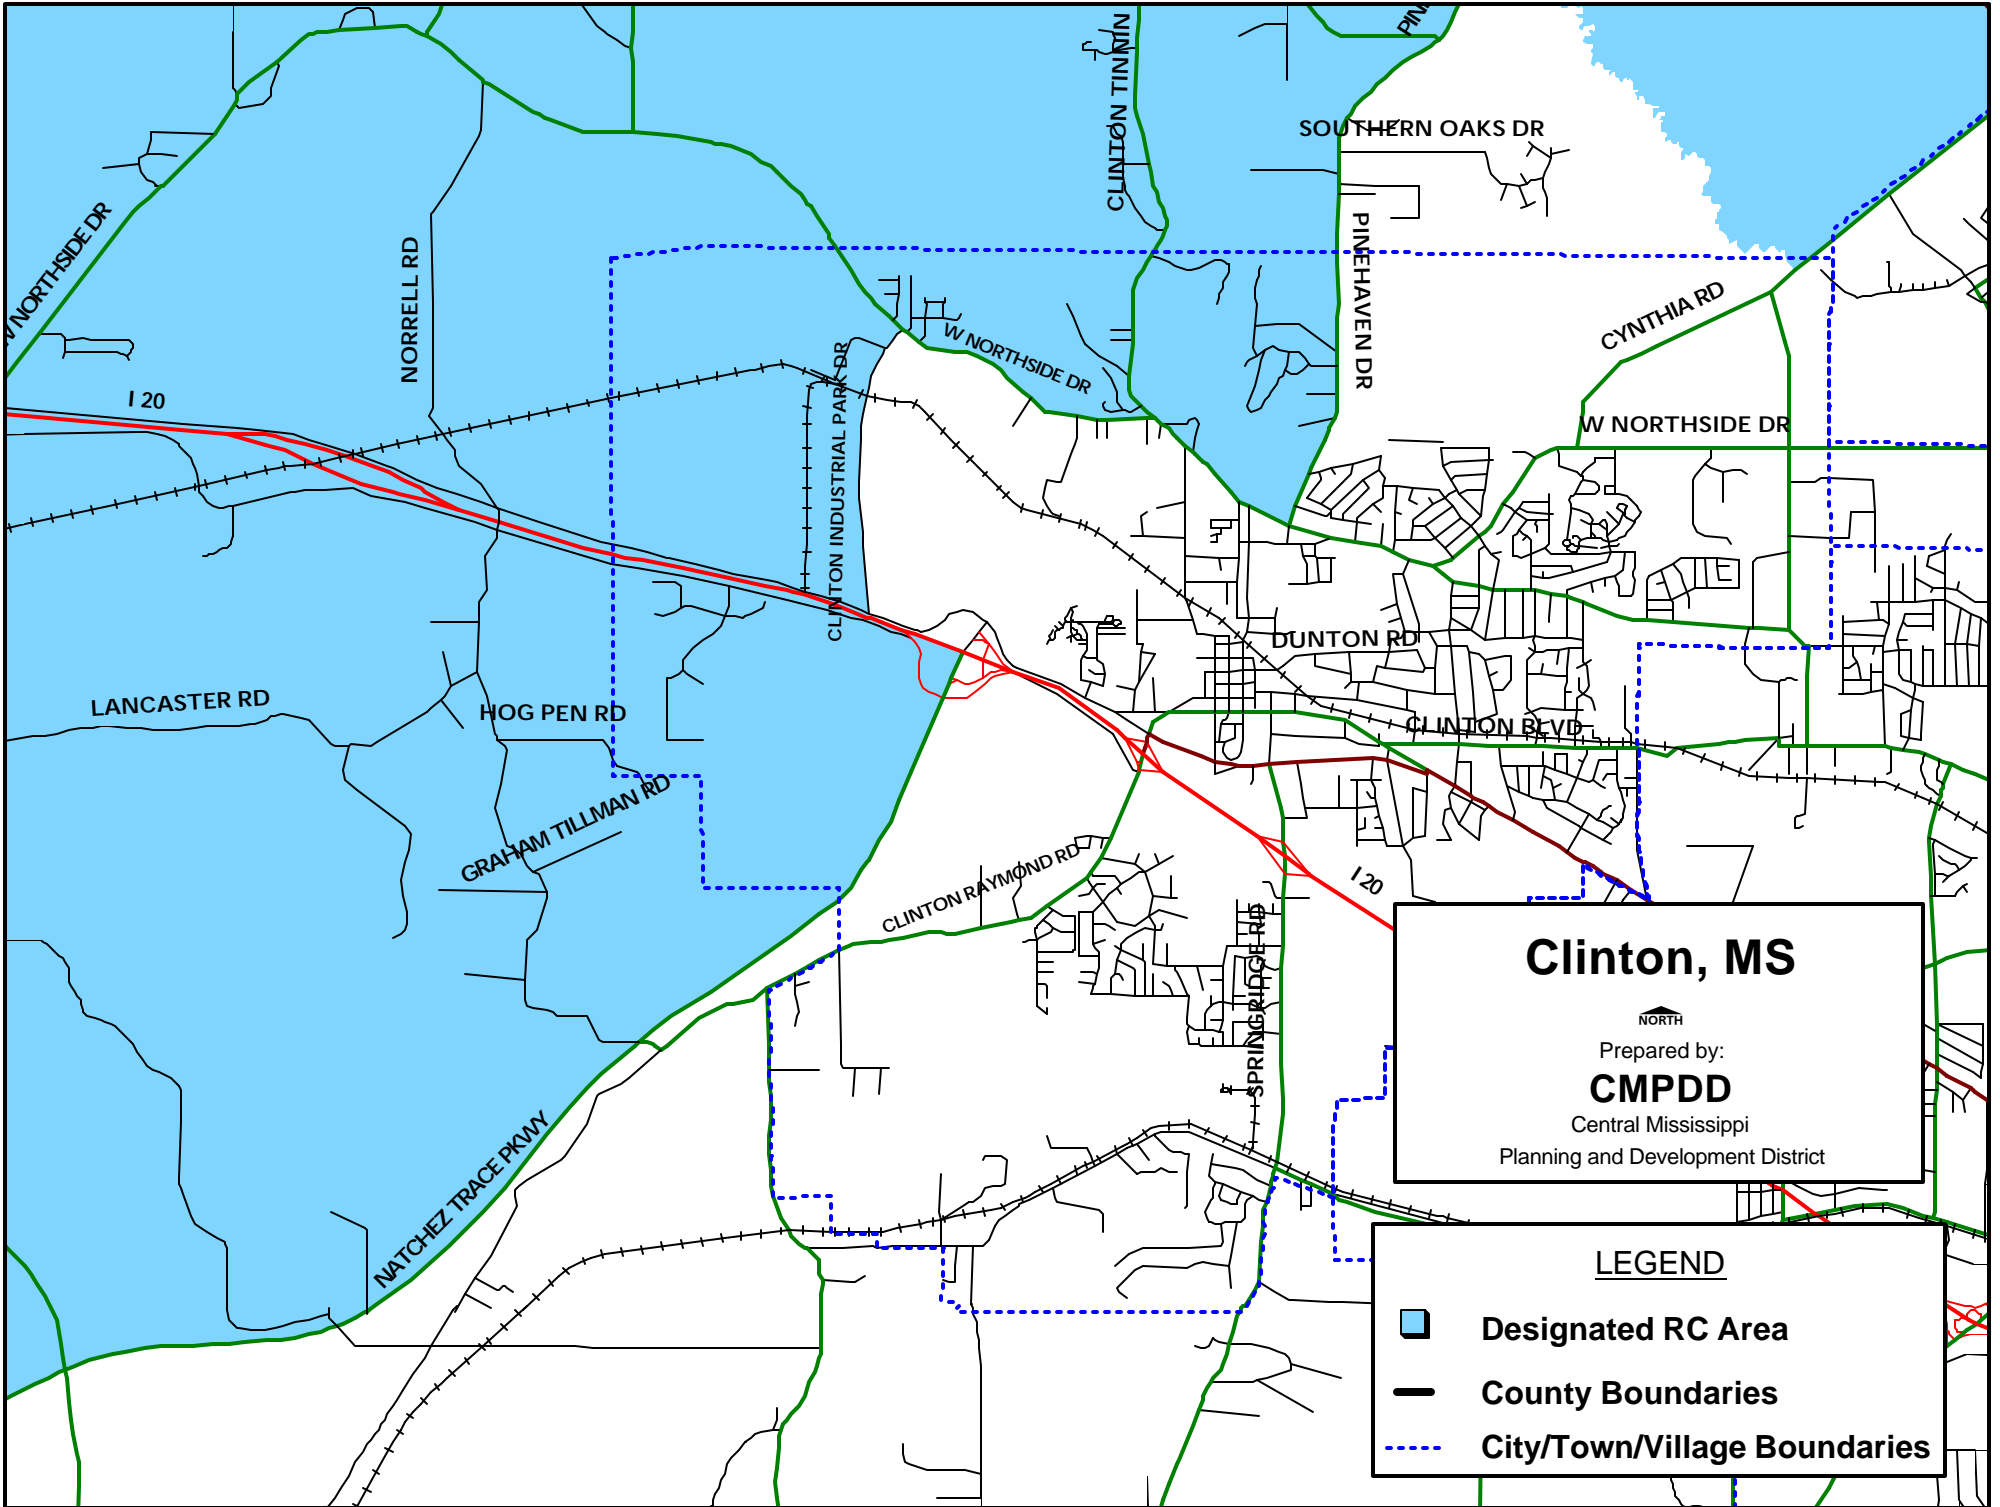 PIN
CLINTON TINNIN
SOUTHERN OAKS DR
W NORTHSIDE DR
NORRELL RD
PINEHAVEN DR
CYNTHIA RD
W NORTHSIDE DR
I 20
CLINTON INDUSTRIAL PARK DR
W NORTHSIDE DR
DUNTON RD
LANCASTER RD
HOG PEN RD
CLINTON BLVD
GRAHAM TILLMAN RD
CLINTON RAYMOND RD
I 20
SPRINGRIDGE RD
NATCHEZ TRACE PKWY
Clinton, MS
NORTH
Prepared by:
CMPDD
Central Mississippi
Planning and Development District
LEGEND
Designated RC Area
County Boundaries
City/Town/Village Boundaries